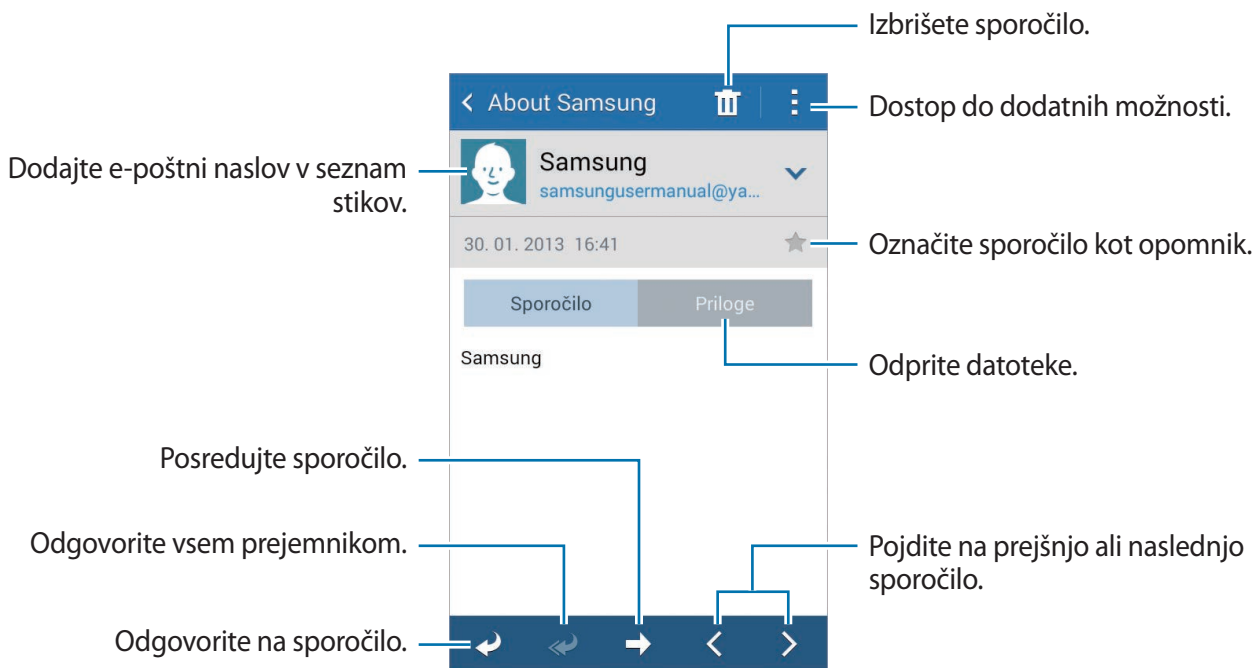 Izbrišete sporočilo.
About Samsung
Dostop do dodatnih možnosti.
Dodajte e-poštni naslov v seznam
stikov.
Samsung
samsungusermanual@ya...
30. 01. 2013 16:41
Označite sporočilo kot opomnik.
Sporočilo
Priloge
Samsung
Odprite datoteke.
Posredujte sporočilo.
Odgovorite vsem prejemnikom.
Pojdite na prejšnjo ali naslednjo
sporočilo.
Odgovorite na sporočilo.